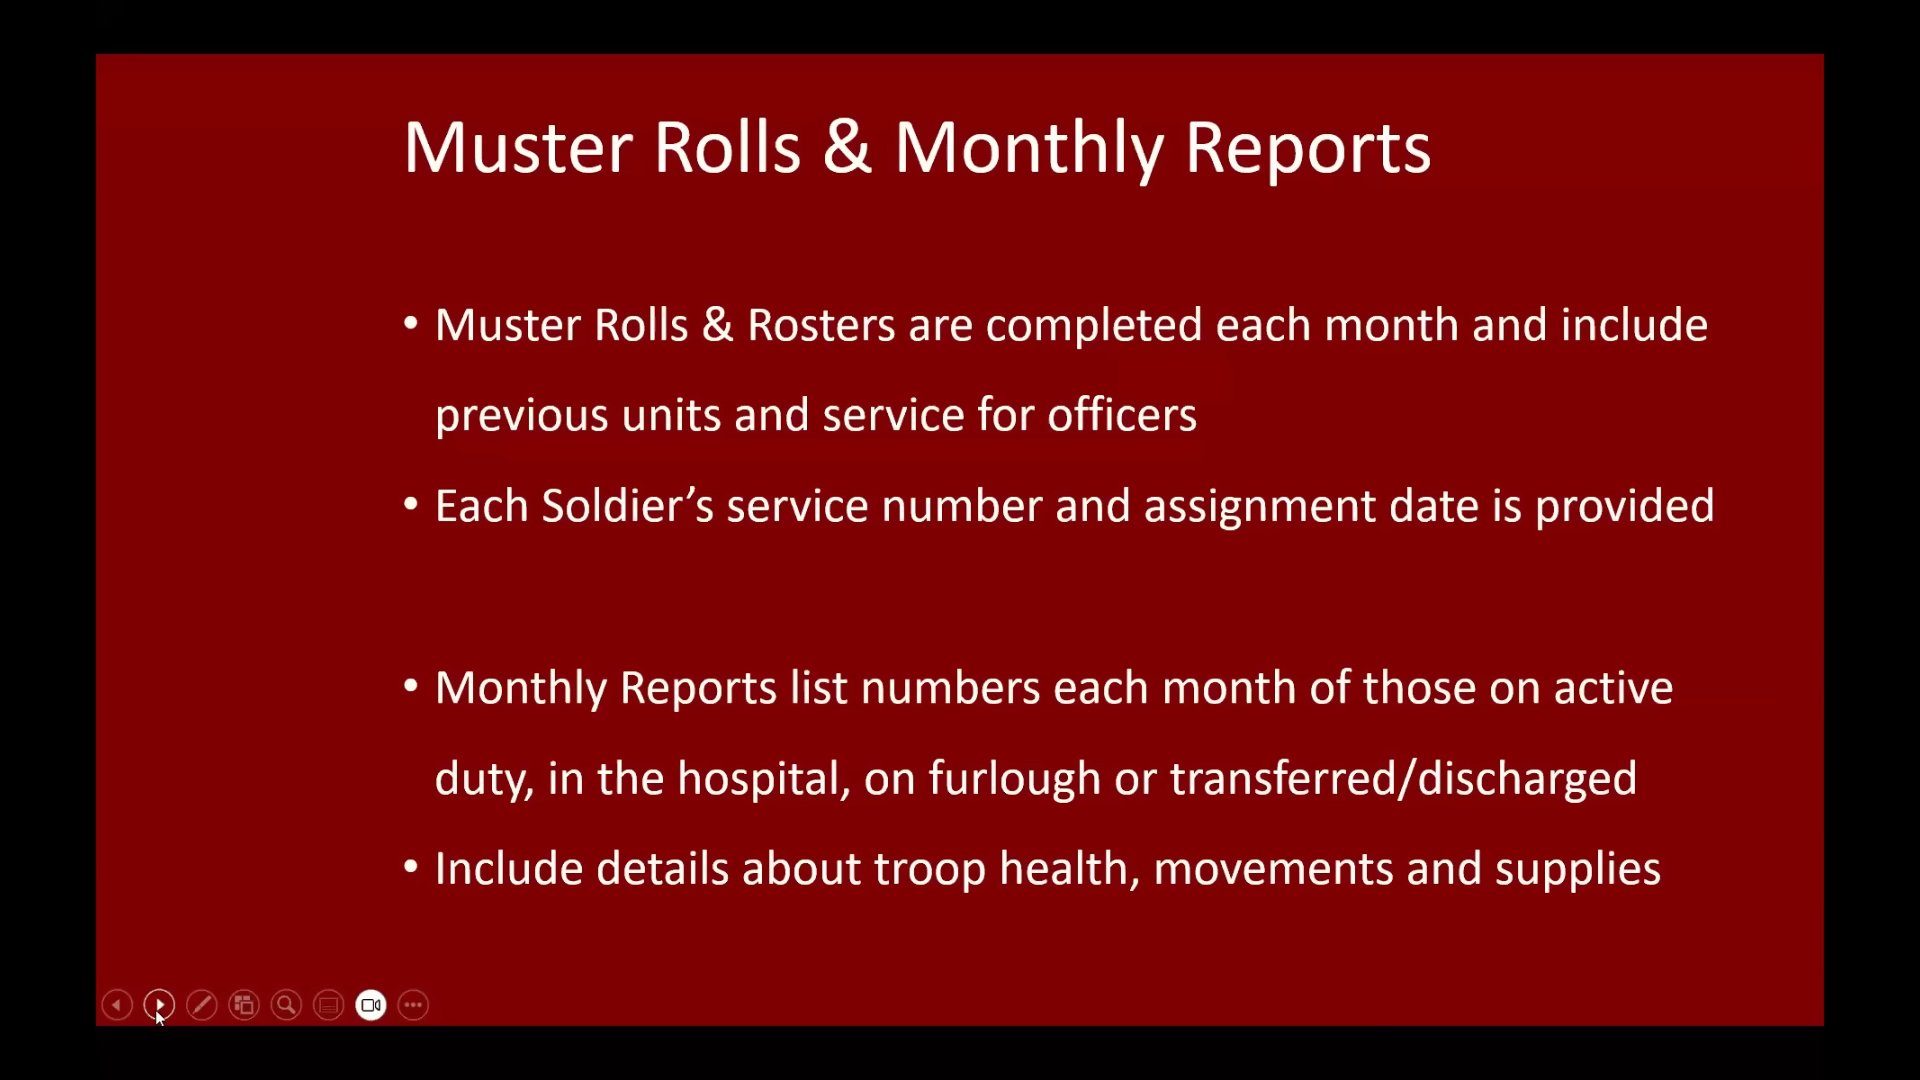 Muster Rolls & Monthly Reports
• Muster Rolls & Rosters are completed each month and include
previous units and service for officers
• Each Soldier’s service number and assignment date is provided
• Monthly Reports list numbers each month of those on active
duty, in the hospital, on furlough or transferred/discharged
• Include details about troop health, movements and supplies